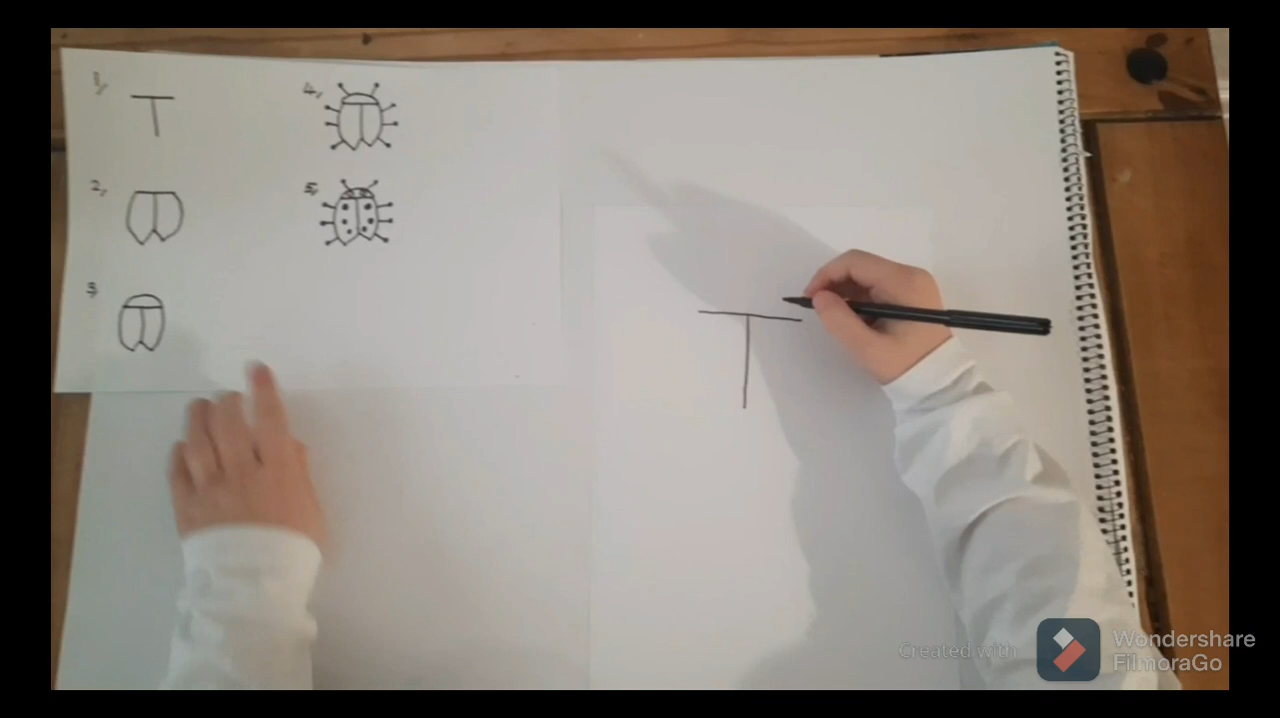 1,
T
2,
3,
4,
5,
T
Created with
Wondershare
FilmoraGo